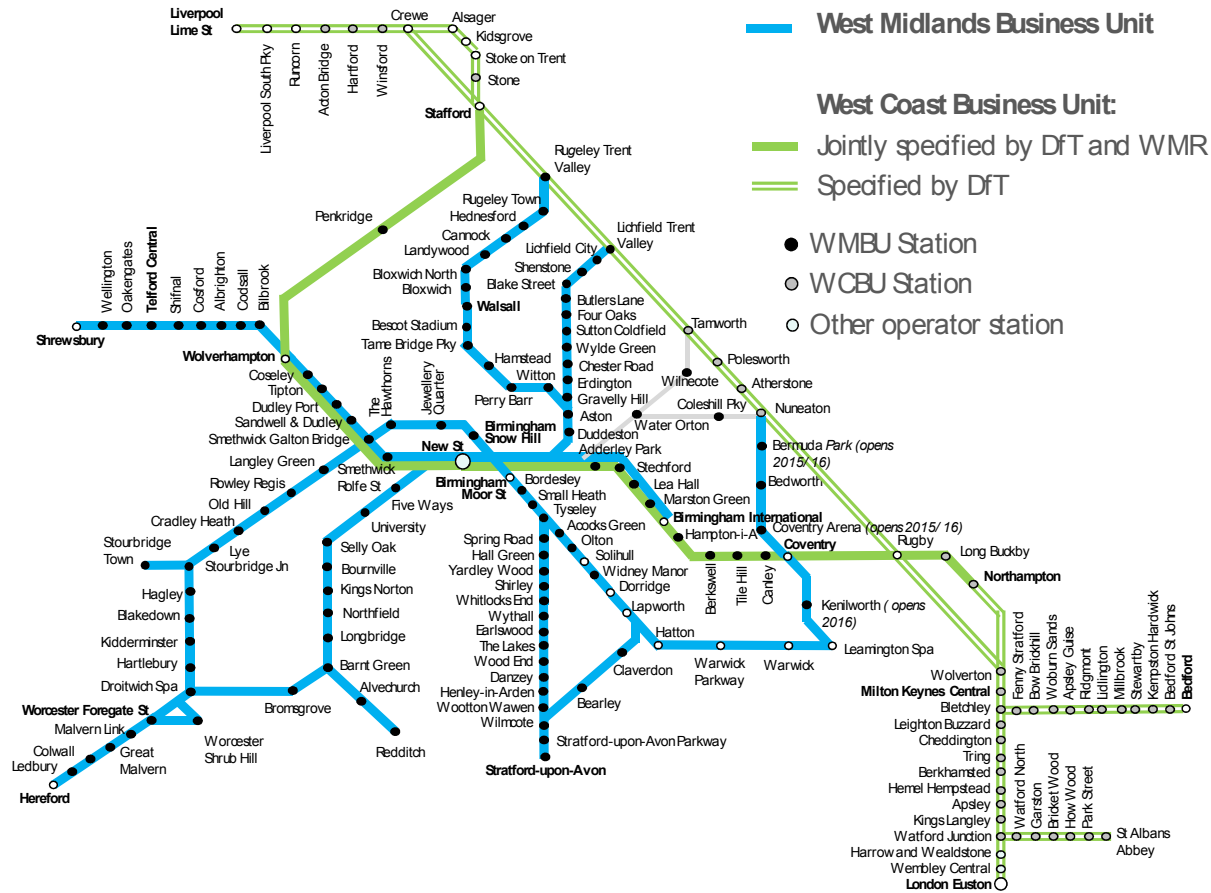 Liverpool
Lime St
Crewe
Alsager
Kidsgrove
Stoke on Trent
Stone
Stafford
Liverpool South Pky
Runcorn
Acton Bridge
Hartford
Winsford
West Midlands Business Unit
West Coast Business Unit:
Jointly specified by DfT and WMR
Specified by DfT
WMBU Station
WCBU Station
Other operator station
Rugeley Trent
Valley
Rugeley Town
Hednesford
Cannock
Landywood
Bloxwich North
Bloxwich
Walsall
Bescot Stadium
Tame Bridge Pky
Hamstead
Witton
Perry Barr
Penkridge
Lichfield Trent
Valley
Lichfield City
Shenstone
Blake Street
Butlers Lane
Four Oaks
Sutton Coldfield
Wylde Green
Chester Road
Erdington
Gravelly Hill
Aston
Duddeston
Adderley Park
Wellington
Oakengates
Telford Central
Shifnal
Cosford
Albrighton
Codsall
Bilbrook
Shrewsbury
Wolverhampton
Coseley
Tipton
Dudley Port
Sandwell & Dudley
Smethwick Galton Bridge
The
Hawthorns
Jewellery
Quarter
Birmingham
Snow Hill
New St
Smethwick
Rolfe St
Birmingham
Moor St
Tamworth
Polesworth
Atherstone
Nuneaton
Wilnecote
Coleshill Pky
Water Orton
Bermuda Park (opens
2015/16)
Bedworth
Coventry Arena (opens 2015/ 16)
Coventry
Rugby
Long Buckby
Northampton
Kenilworth ( opens
2016)
Leamington Spa
Stechford
Lea Hall
Marston Green
Birmingham International
Hampton-i-A
Berkswell
Tile Hill
Canley
Langley Green
Rowley Regis
Old Hill
Cradley Heath
Lye
Stourbridge
Town
Stourbridge Jn
Hagley
Blakedown
Kidderminster
Hartlebury
Droitwich Spa
Worcester Foregate St
Malvern Link
Colwall
Ledbury
Great
Malvern
Hereford
Worcester
Shrub Hill
Bromsgrove
Five Ways
University
Selly Oak
Bournville
Kings Norton
Northfield
Longbridge
Barnt Green
Alvechurch
Redditch
Bordesley
Small Heath
Tyseley
Acocks Green
Olton
Solihull
Widney Manor
Dorridge
Lapworth
Hatton
Warwick
Parkway
Warwick
Claverdon
Bearley
Spring Road
Hall Green
Yardley Wood
Shirley
Whitlocks End
Wythall
Earlswood
The Lakes
Wood End
Danzey
Henley-in-Arden
Wootton Wawen
Wilmcote
Stratford-upon-Avon Parkway
Stratford-upon-Avon
Wolverton
Milton Keynes Central
Bletchley
Leighton Buzzard
Cheddington
Tring
Berkhamsted
Hemel Hempstead
Apsley
Kings Langley
Watford Junction
Harrow and Wealdstone
Wembley Central
London Euston
Fenny Stratford
Bow Brickhill
Woburn Sands
Apsley Guise
Ridgmont
Lidlington
Millbrook
Stewartby
Kempston Hardwick
Bedford St Johns
Bedford
Watford North
Garston
Bricket Wood
How Wood
Park Street
St Albans
Abbey